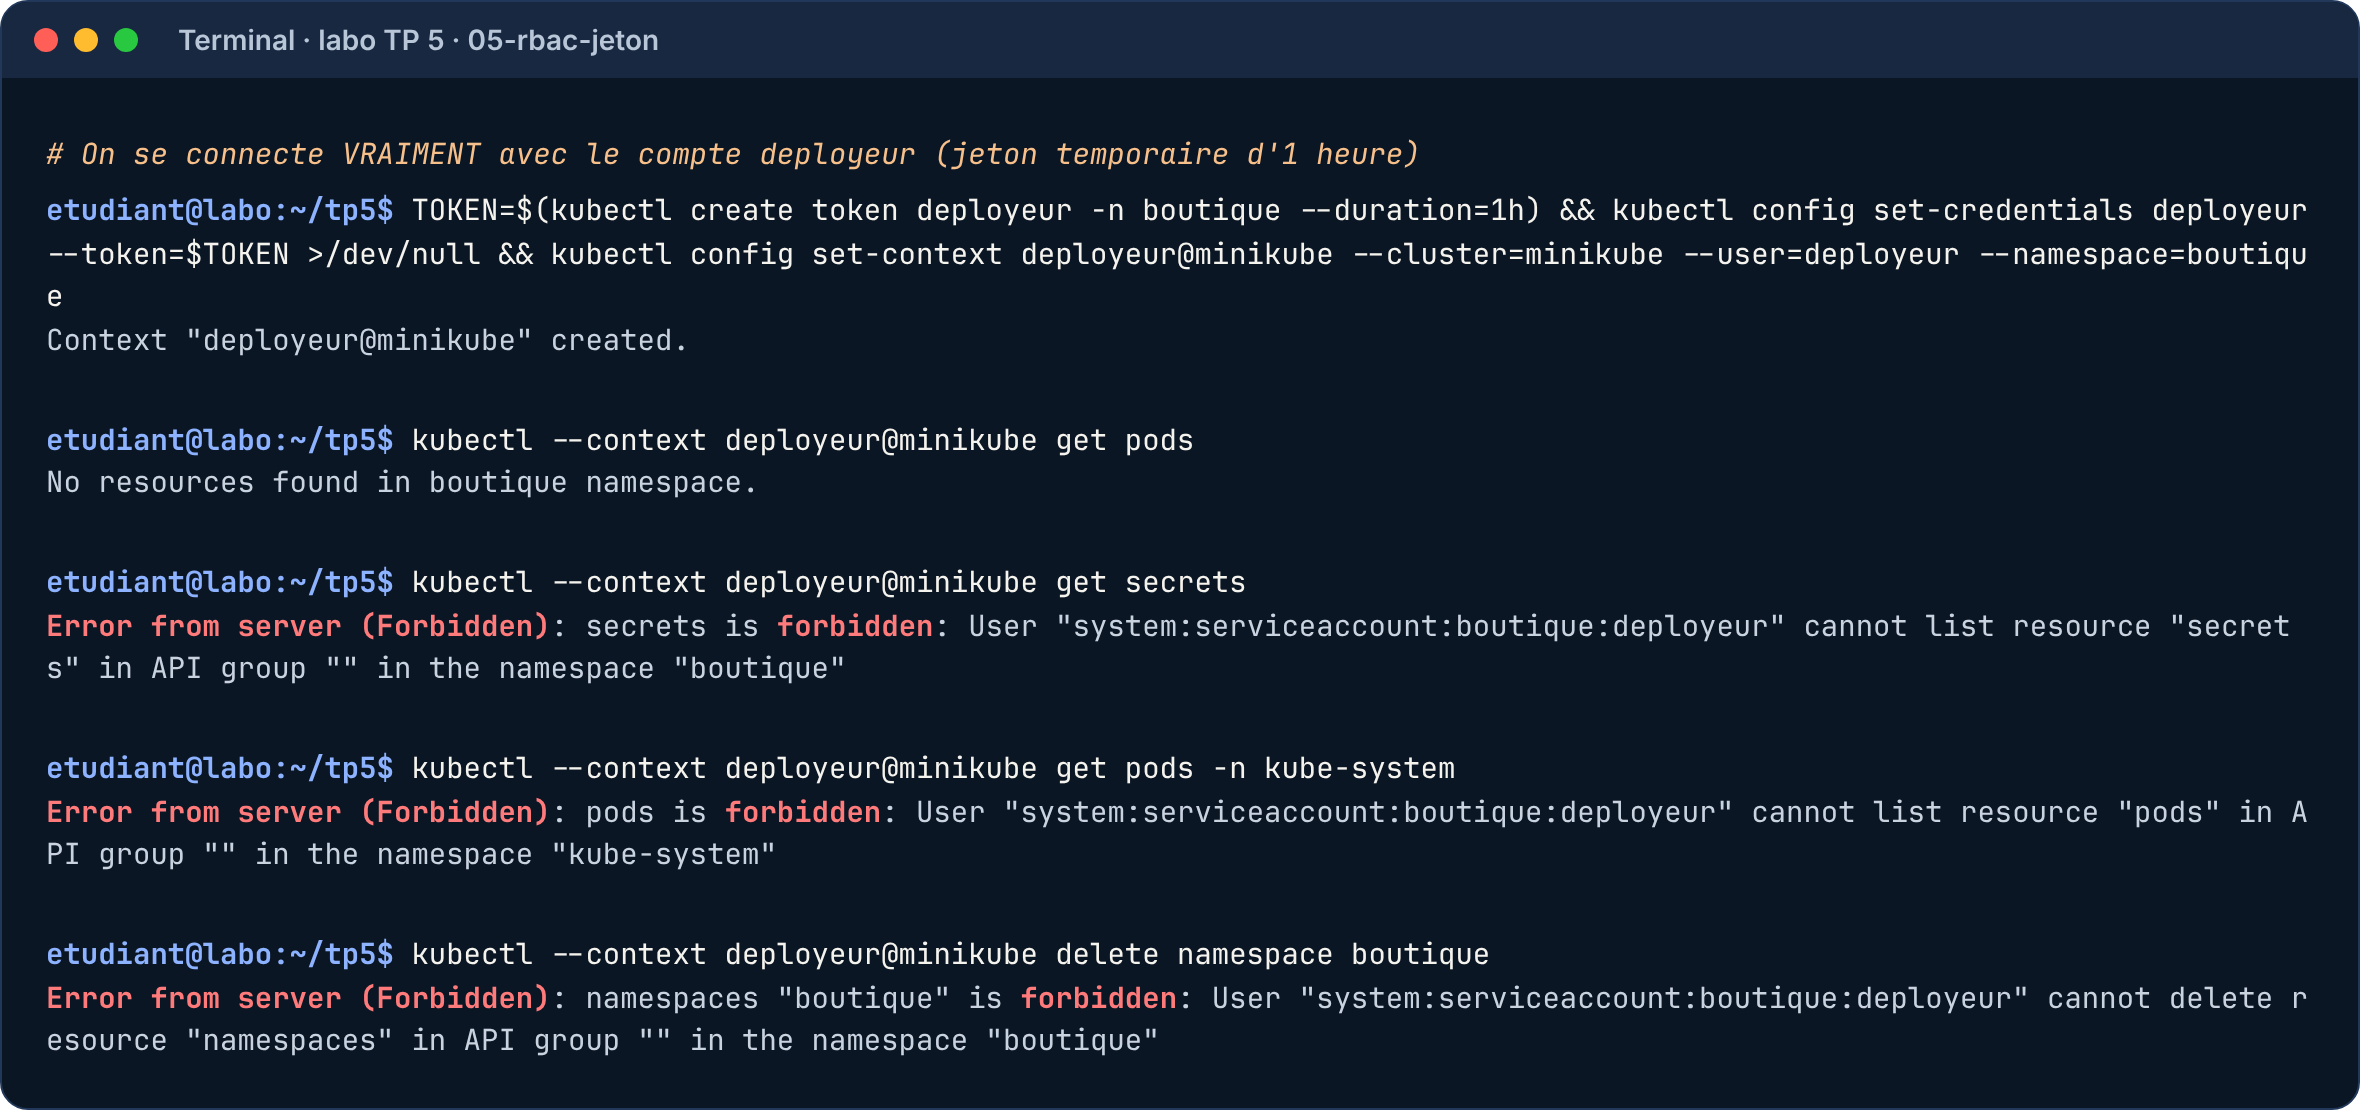 Terminal · labo TP 5 · 05-rbac-jeton
# On se connecte VRAIMENT avec le compte deployeur (jeton temporaire d'1 heure)
etudiant@labo:~/tp5$ TOKEN=$(kubectl create token deployeur -n boutique --duration=1h) && kubectl config set-credentials deployeur
--token=$TOKEN >/dev/null && kubectl config set-context deployeur@minikube --cluster=minikube --user=deployeur --namespace=boutiqu
e
Context "deployeur@minikube" created.
etudiant@labo:~/tp5$ kubectl --context deployeur@minikube get pods
No resources found in boutique namespace.
etudiant@labo:~/tp5$ kubectl --context deployeur@minikube get secrets
Error from server (Forbidden): secrets is forbidden: User "system:serviceaccount:boutique:deployeur" cannot list resource "secret
s" in API group "" in the namespace "boutique"
etudiant@labo:~/tp5$ kubectl --context deployeur@minikube get pods -n kube-system
Error from server (Forbidden): pods is forbidden: User "system:serviceaccount:boutique:deployeur" cannot list resource "pods" in A
PI group "" in the namespace "kube-system"
etudiant@labo:~/tp5$ kubectl --context deployeur@minikube delete namespace boutique
Error from server (Forbidden): namespaces "boutique" is forbidden: User "system:serviceaccount:boutique:deployeur" cannot delete r
esource "namespaces" in API group "" in the namespace "boutique"